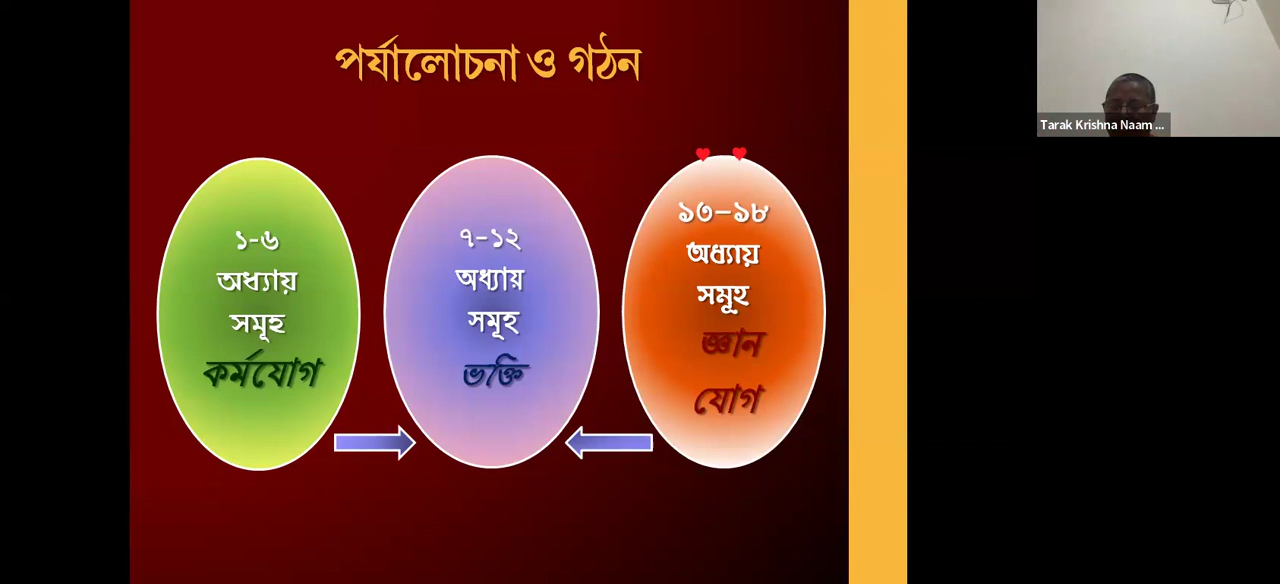 পর্যালোচনা ও গঠন
১-৬
অধ্যায়
সমূহ
কর্মযোগ
৭-১২
অধ্যায়
সমূহ
ভক্তি
১৩-১৮
অধ্যায়
সমূহ
জ্ঞান
যোগ
Tarak Krishna Naam ...